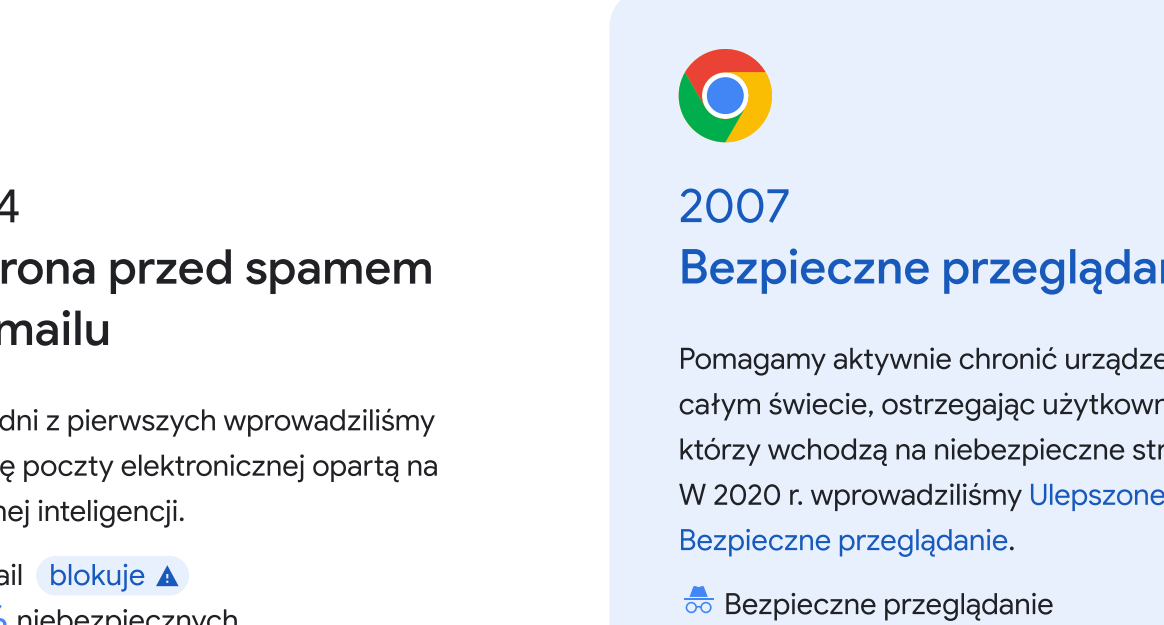 4
rona przed spamem
mailu
dni z pierwszych wprowadziliśmy
ę poczty elektronicznej opartą na
nej inteligencji.
ail blokuje
% niebezpiecznych
2007
Bezpieczne przegląda
Pomagamy aktywnie chronić urządze
całym świecie, ostrzegając użytkown
którzy wchodzą na niebezpieczne str
W 2020 r. wprowadziliśmy Ulepszone
Bezpieczne przeglądanie.
Bezpieczne przeglądanie